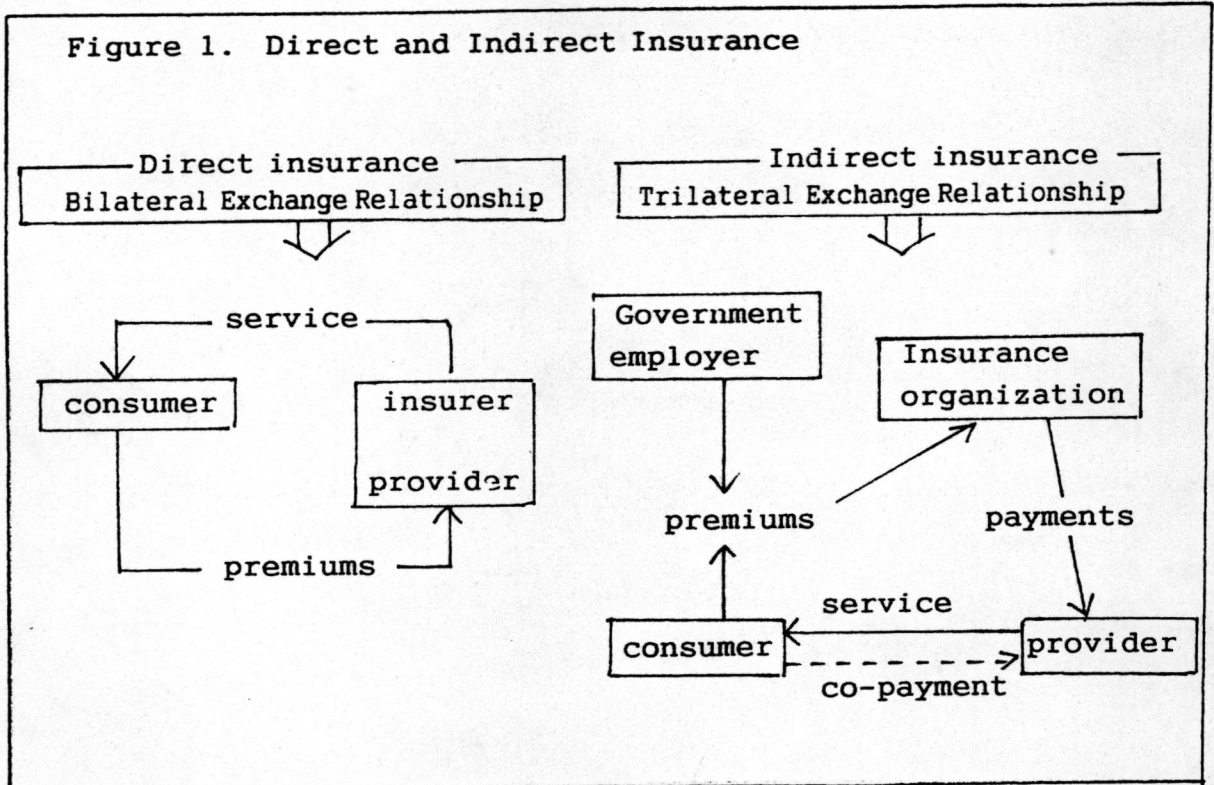 Figure 1. Direct and Indirect Insurance
Direct insurance
Bilateral Exchange Relationship
Indirect insurance
Trilateral Exchange Relationship
service
consumer
insurer
provider
premiums
Government
employer
Insurance
organization
premiums
payments
service
consumer
provider
co-payment